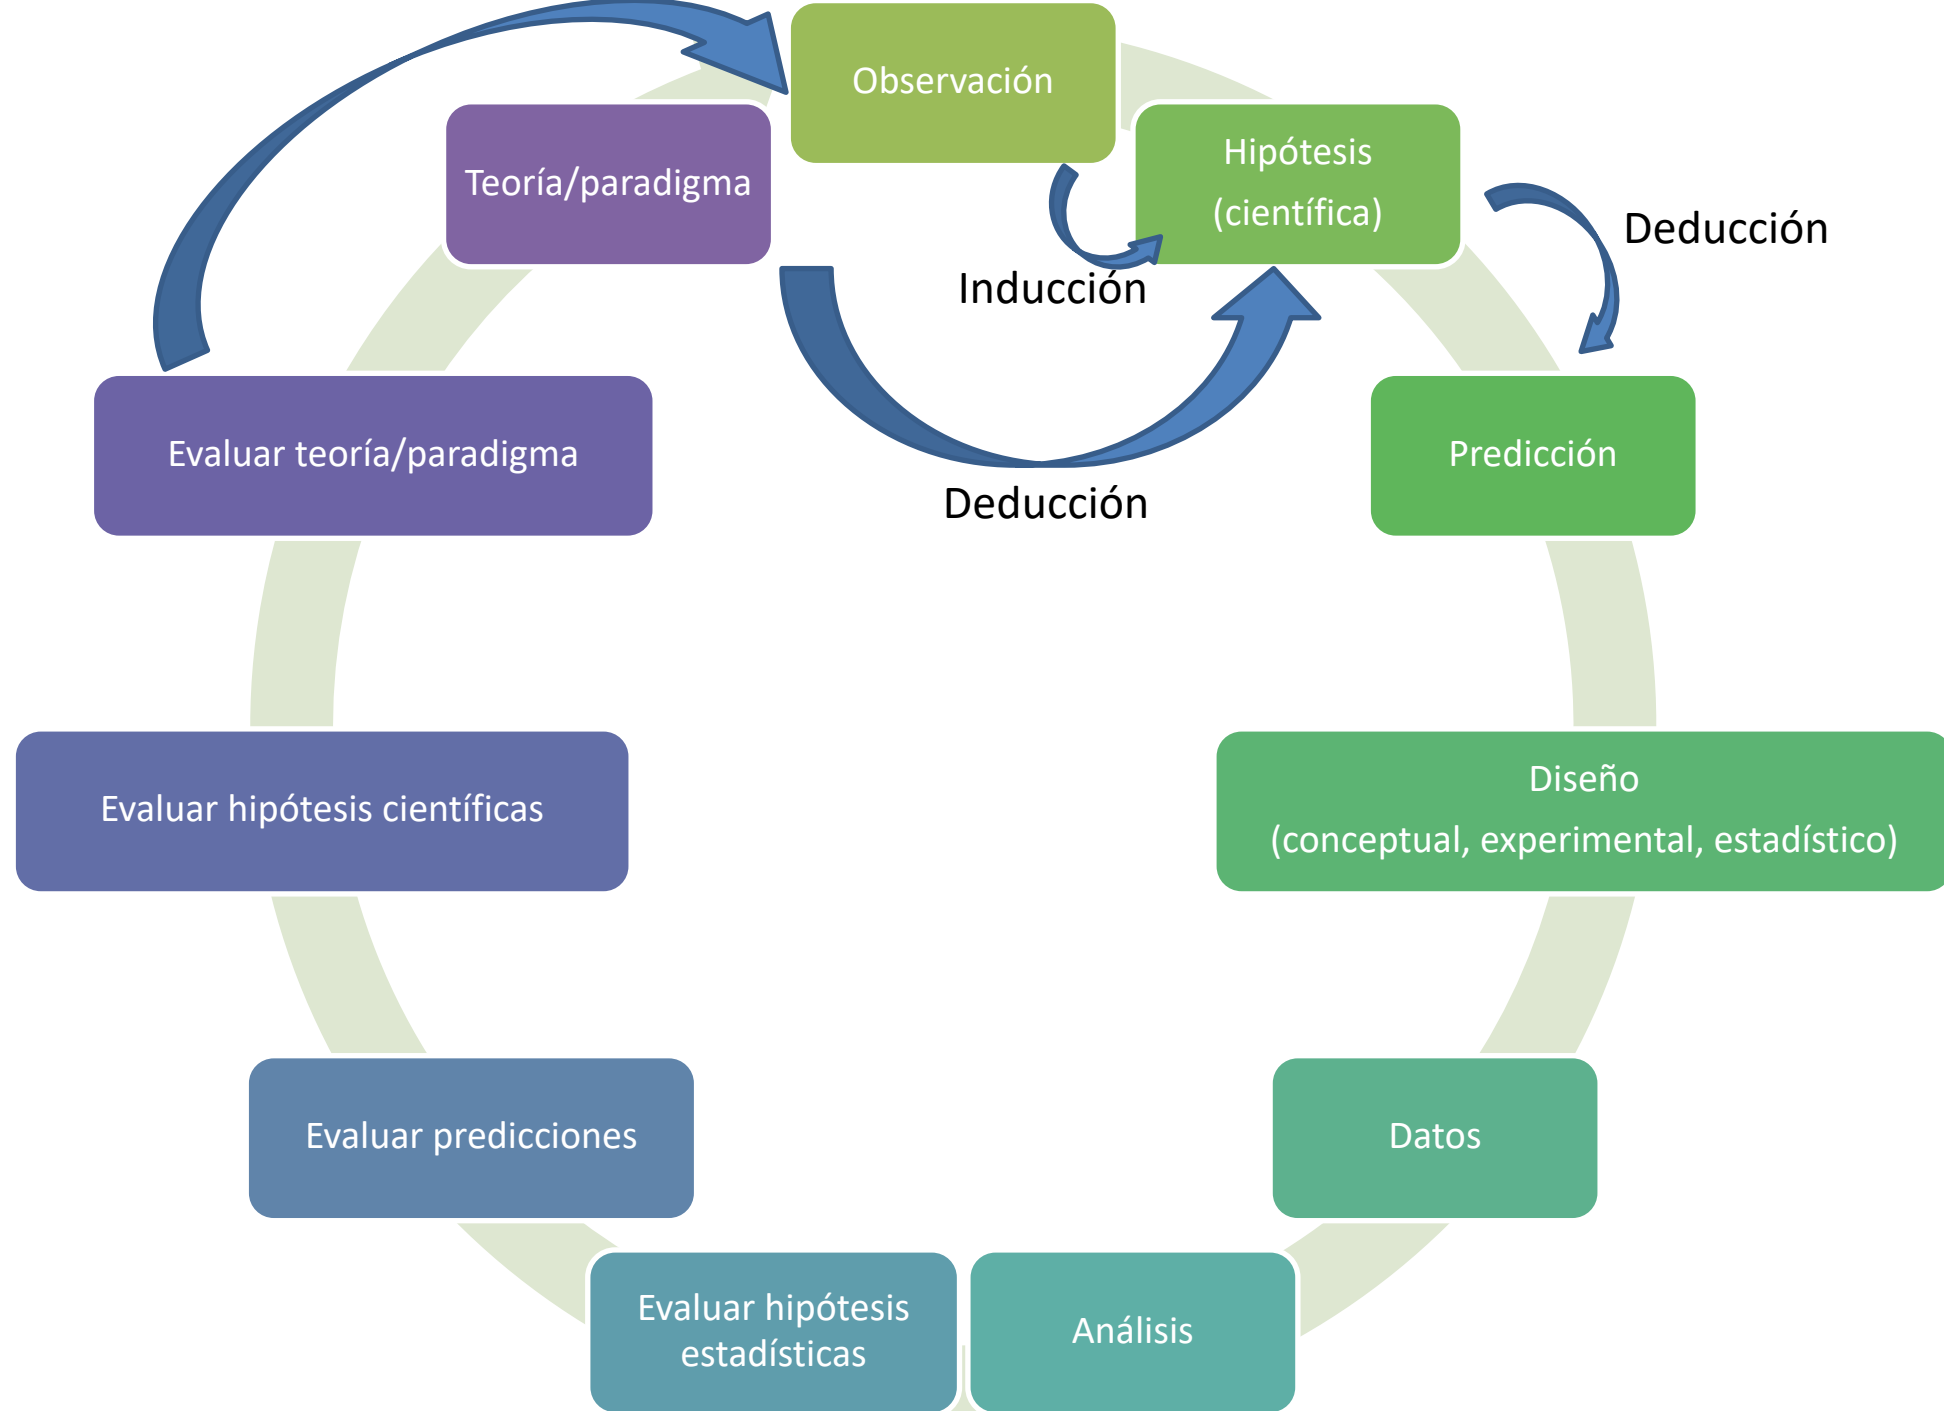 Observación
Hipótesis
(científica)
Deducción
Inducción
Deducción
Teoría/paradigma
Predicción
Diseño
(conceptual, experimental, estadístico)
Datos
Análisis
Evaluar hipótesis
estadísticas
Evaluar predicciones
Evaluar hipótesis científicas
Evaluar teoría/paradigma